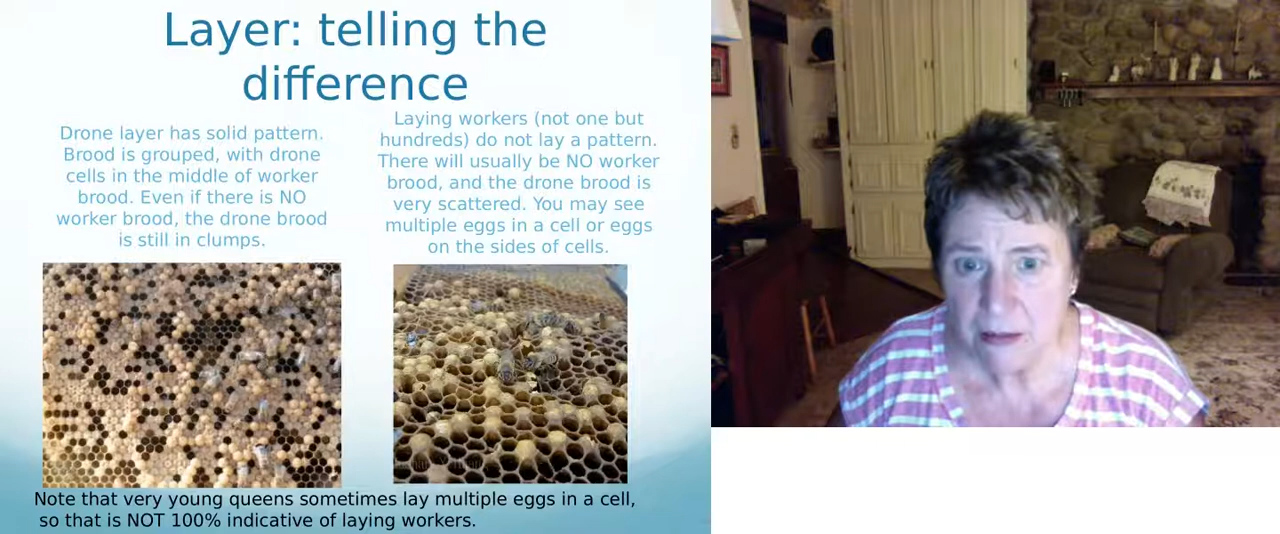 Layer: telling the
difference
Drone layer has solid pattern.
Brood is grouped, with drone
cells in the middle of worker
brood. Even if there is NO
worker brood, the drone brood
is still in clumps.
Laying workers (not one but
hundreds) do not lay a pattern.
There will usually be NO worker
brood, and the drone brood is
very scattered. You may see
multiple eggs in a cell or eggs
on the sides of cells.
Note that very young queens sometimes lay multiple eggs in a cell,
so that is NOT 100% indicative of laying workers.